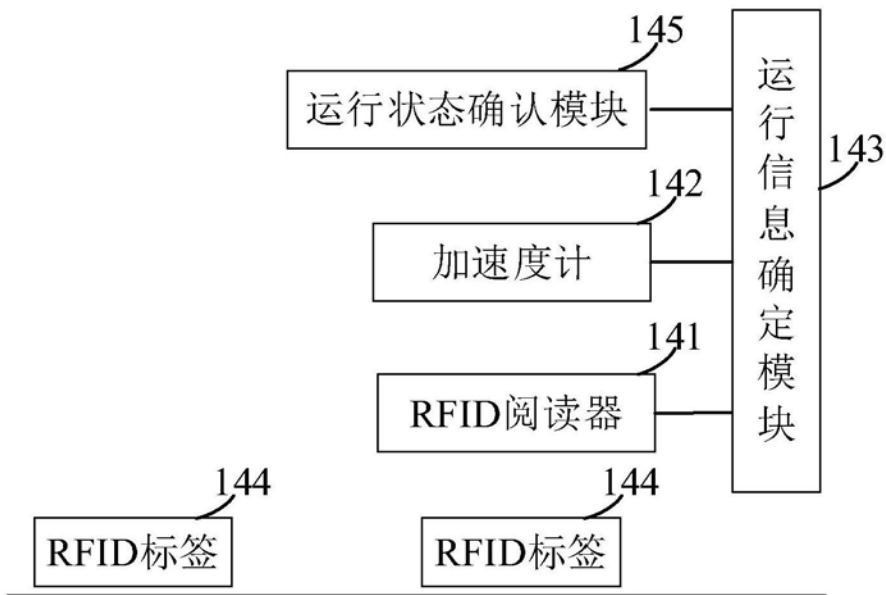 145
运行状态确认模块
运行信息确定模块
143
142
加速度计
141
RFID阅读器
144
144
RFID标签
RFID标签